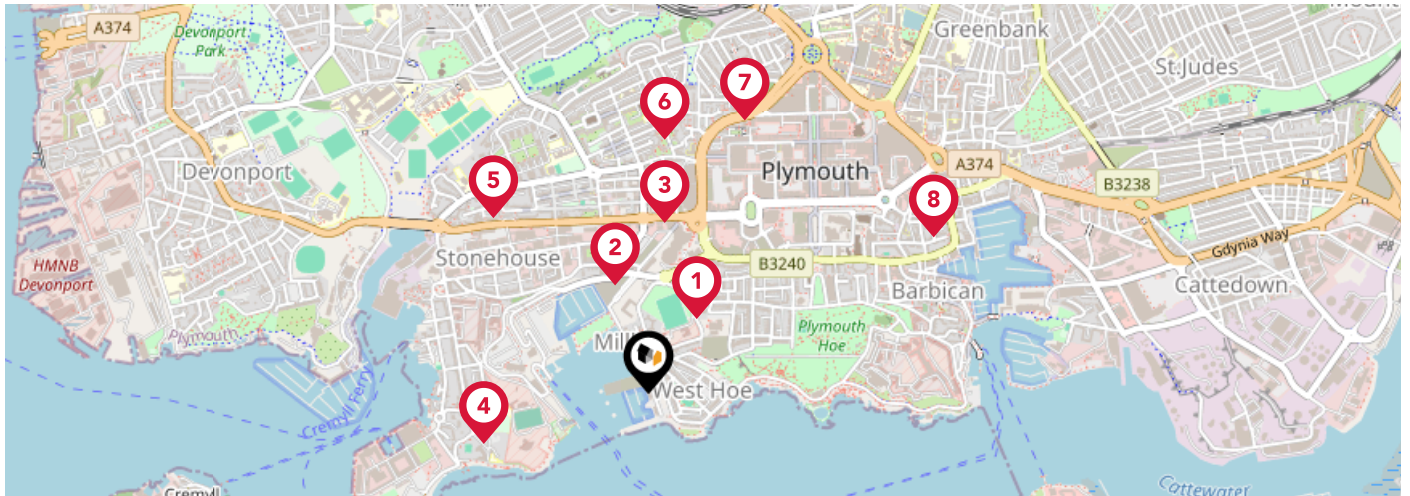 A374
Devonport
Park
Greenbank
St.Judes
7
6
Devonport
Plymouth
A374
B3238
5
3
8
2
Stonehouse
HMNB
Devonport
B3240
1
Gdynia Way
Barbican
Cattedown
Plymouth
Plymouth
Hoe
West Hoe
4
Cremyll Ferry
Cremyll
Cattewater